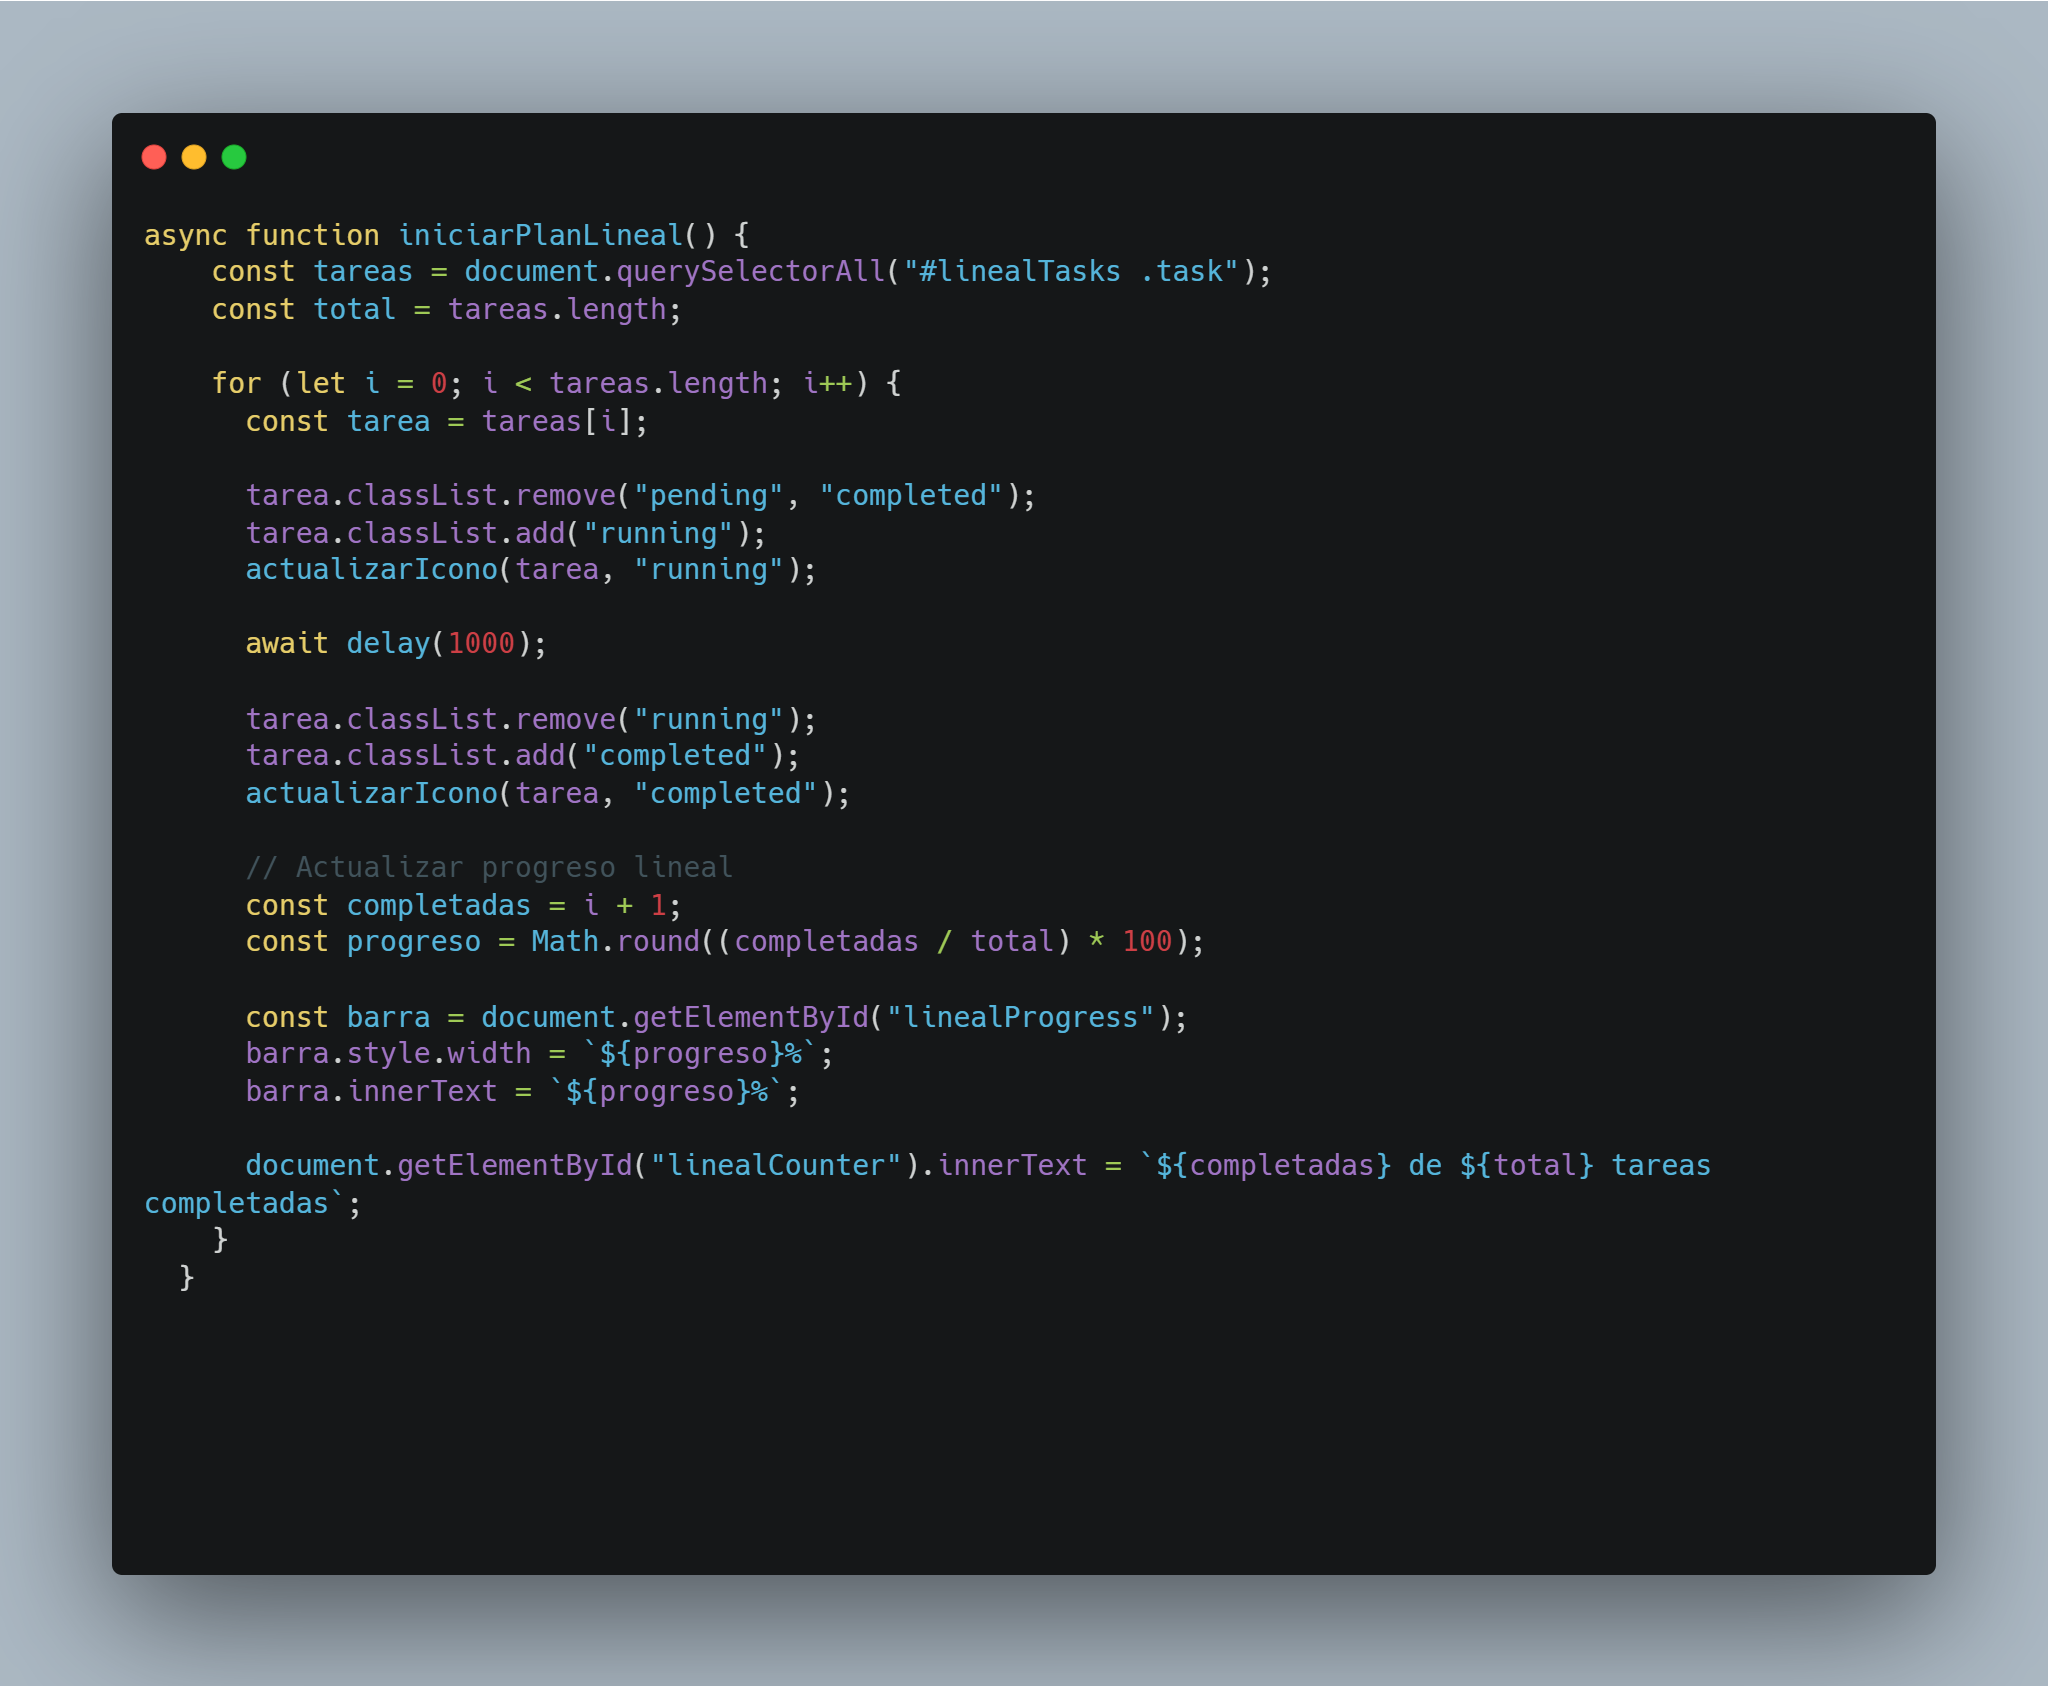 async function iniciarPlanLineal() {
    const tareas = document.querySelectorAll("#linealTasks .task");
    const total = tareas.length;

    for (let i = 0; i < tareas.length; i++) {
      const tarea = tareas[i];

      tarea.classList.remove("pending", "completed");
      tarea.classList.add("running");
      actualizarIcono(tarea, "running");

      await delay(1000);

      tarea.classList.remove("running");
      tarea.classList.add("completed");
      actualizarIcono(tarea, "completed");

      // Actualizar progreso lineal
      const completadas = i + 1;
      const progreso = Math.round((completadas / total) * 100);

      const barra = document.getElementById("linealProgress");
      barra.style.width = `${progreso}%`;
      barra.innerText = `${progreso}%`;

      document.getElementById("linealCounter").innerText = `${completadas} de ${total} tareas
completadas`;
    }
  }